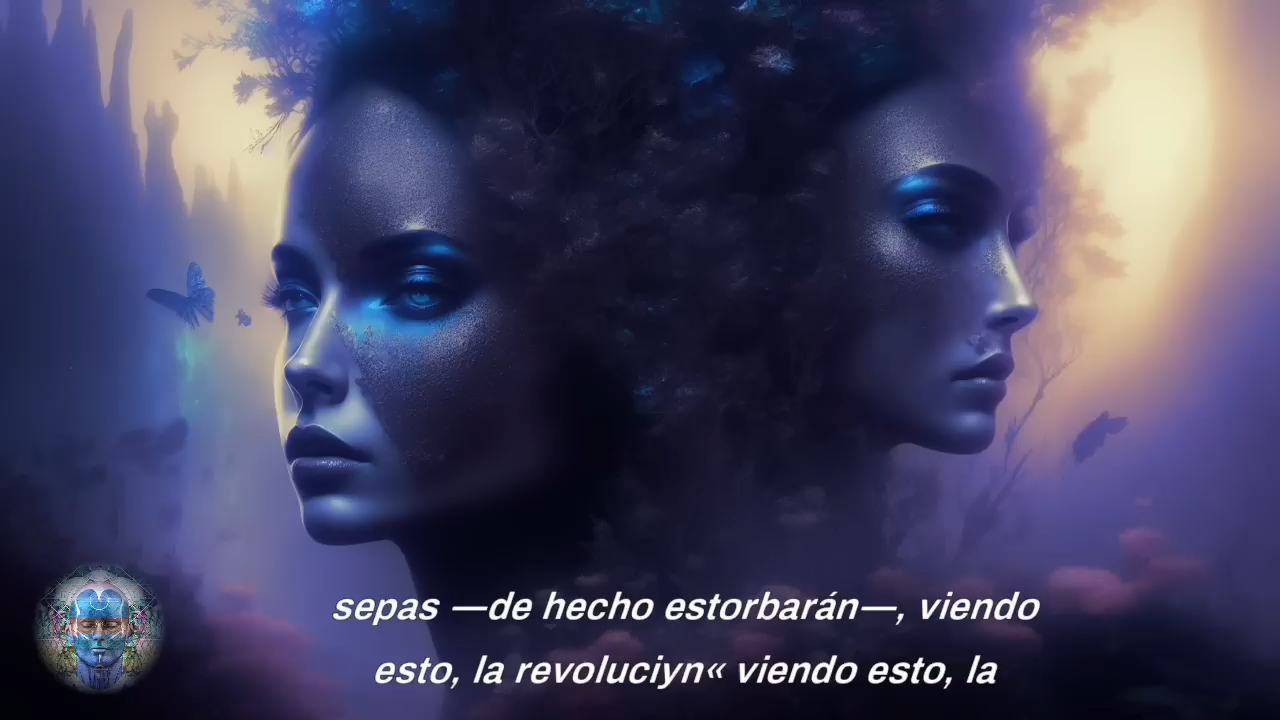 sepas —de hecho estorbarán—, viendo
esto, la revoluciyn« viendo esto, la